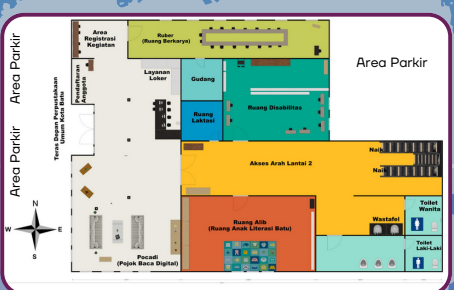 Area
Registrasi
Kegiatan
Ruber
(Ruang Berkarya)
Area Parkir
Area Parkir
Pendaftaran
Anggota
Layanan
Loker
Gudang
Ruang Disabilitas
Ruang
Laktasi
Teras Depan Perpustakaan
Umum Kota Batu
Area Parkir
Akses Arah Lantai 2
Naik
Naik
N
W
E
S
Toilet
Wanita
Wastafel
Ruang Alik
(Ruang Anak Literasi Batu)
Toilet
Laki-Laki
Pocadi
(Pojok Baca Digital)